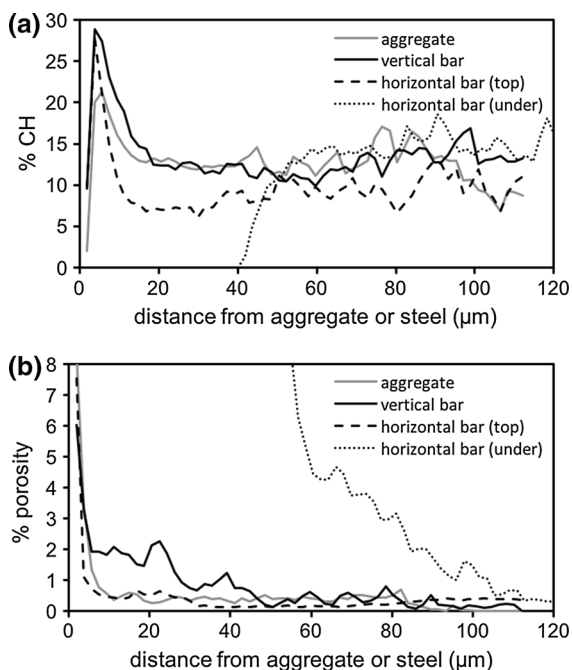 (a)
30
25
20
15
10
5
0
% CH
aggregate
vertical bar
horizontal bar (top)
horizontal bar (under)
0 20 40 60 80 100 120
distance from aggregate or steel (µm)
(b)
8
7
6
5
4
3
2
1
0
% porosity
aggregate
vertical bar
horizontal bar (top)
horizontal bar (under)
0 20 40 60 80 100 120
distance from aggregate or steel (µm)